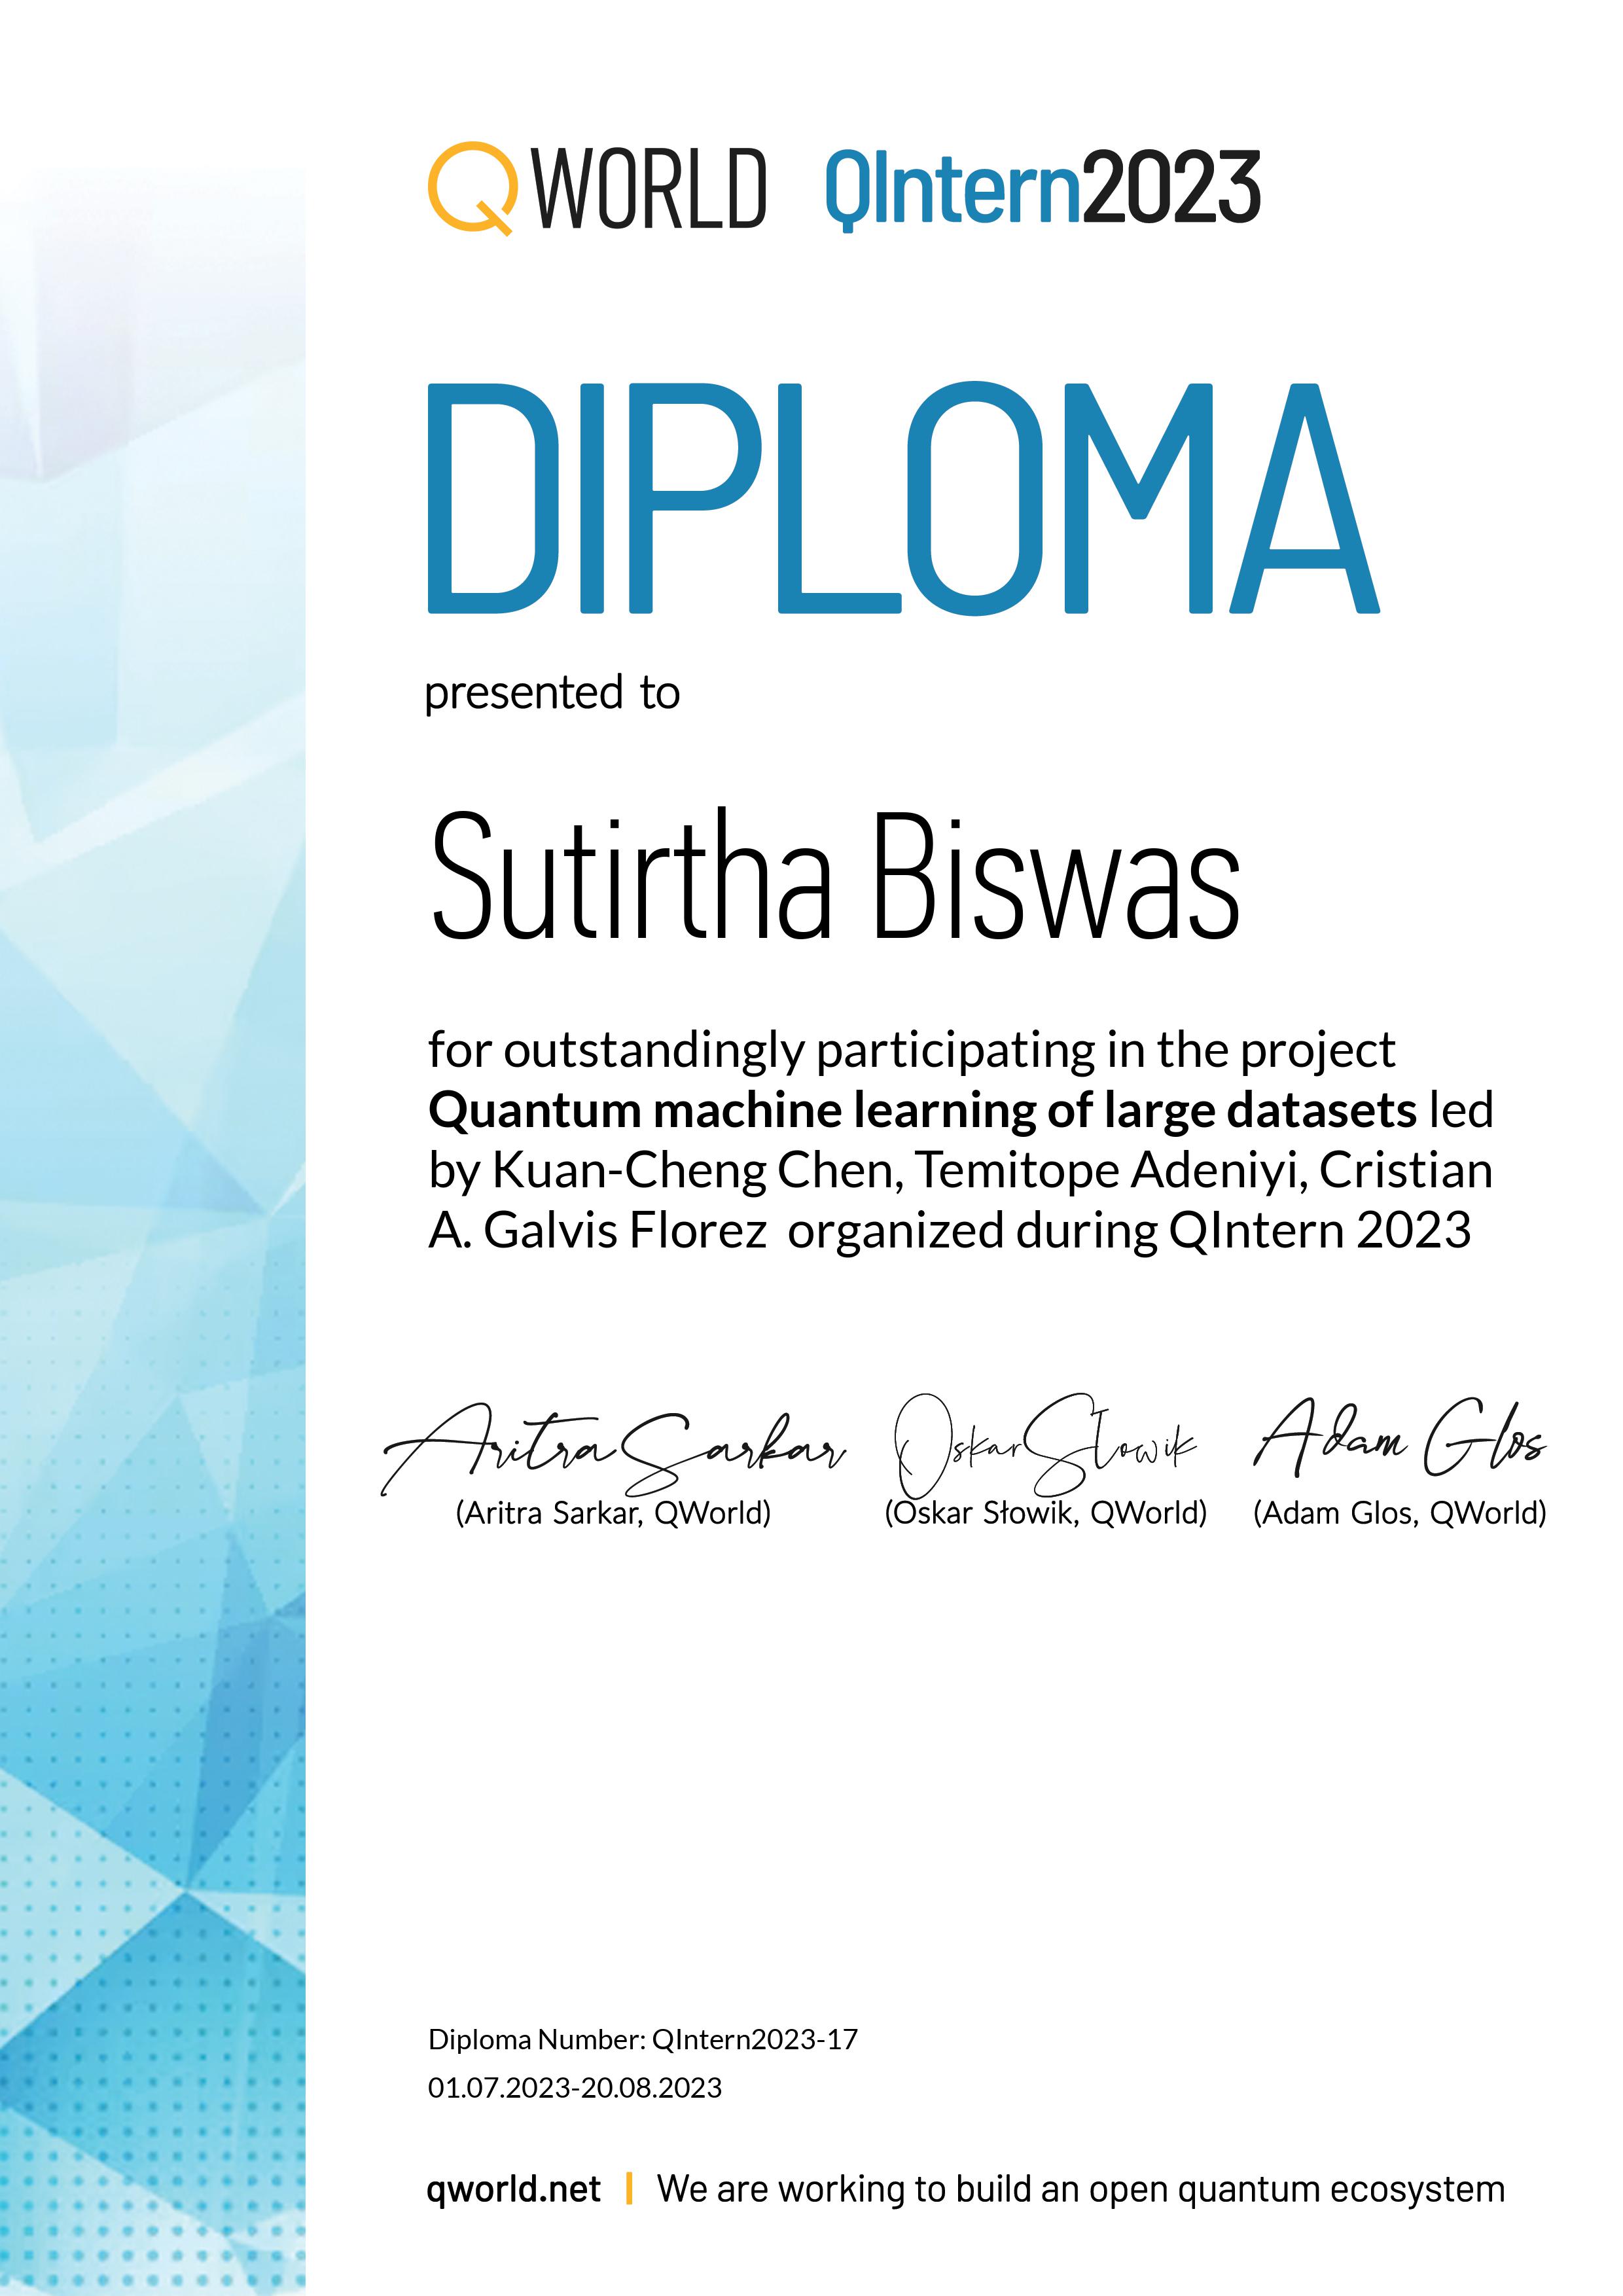 QWORLD QIntern2023
DIPLOMA
presented to
Sutirtha Biswas
for outstandingly participating in the project
Quantum machine learning of large datasets led
by Kuan-Cheng Chen, Temitope Adeniyi, Cristian
A. Galvis Florez organized during QIntern 2023
Aritra Sarkar Oskar Słowik Adam Glos
(Aritra Sarkar, QWorld) (Oskar Słowik, QWorld) (Adam Glos, QWorld)
Diploma Number: QIntern2023-17
01.07.2023-20.08.2023
qworld.net | We are working to build an open quantum ecosystem